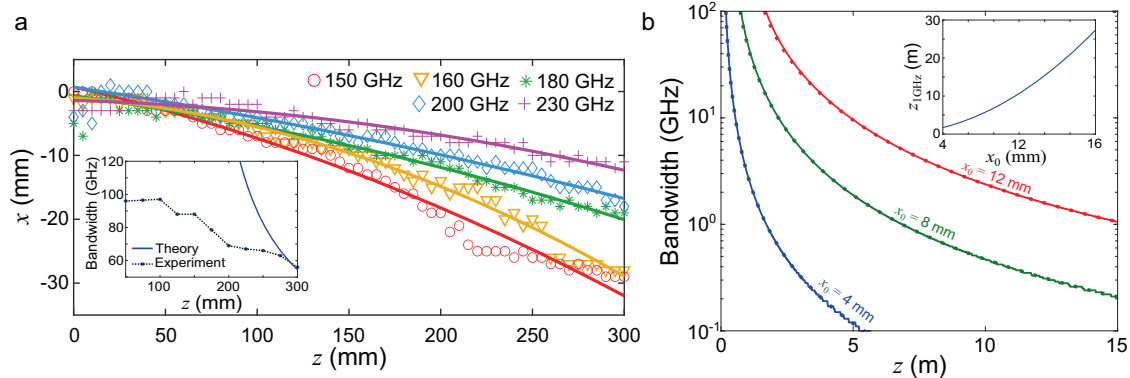 a
0
-10
-20
-30
x (mm)
0
50
100
150
200
250
300
z (mm)
150 GHz
160 GHz
180 GHz
200 GHz
230 GHz
120
100
80
60
Bandwidth (GHz)
Theory
Experiment
100
200
300
z (mm)
b
10²
10¹
10⁰
10⁻¹
Bandwidth (GHz)
0
5
10
15
z (m)
x₀ = 4 mm
x₀ = 8 mm
x₀ = 12 mm
30
20
10
0
z₁GHz (m)
4
12
16
x₀ (mm)